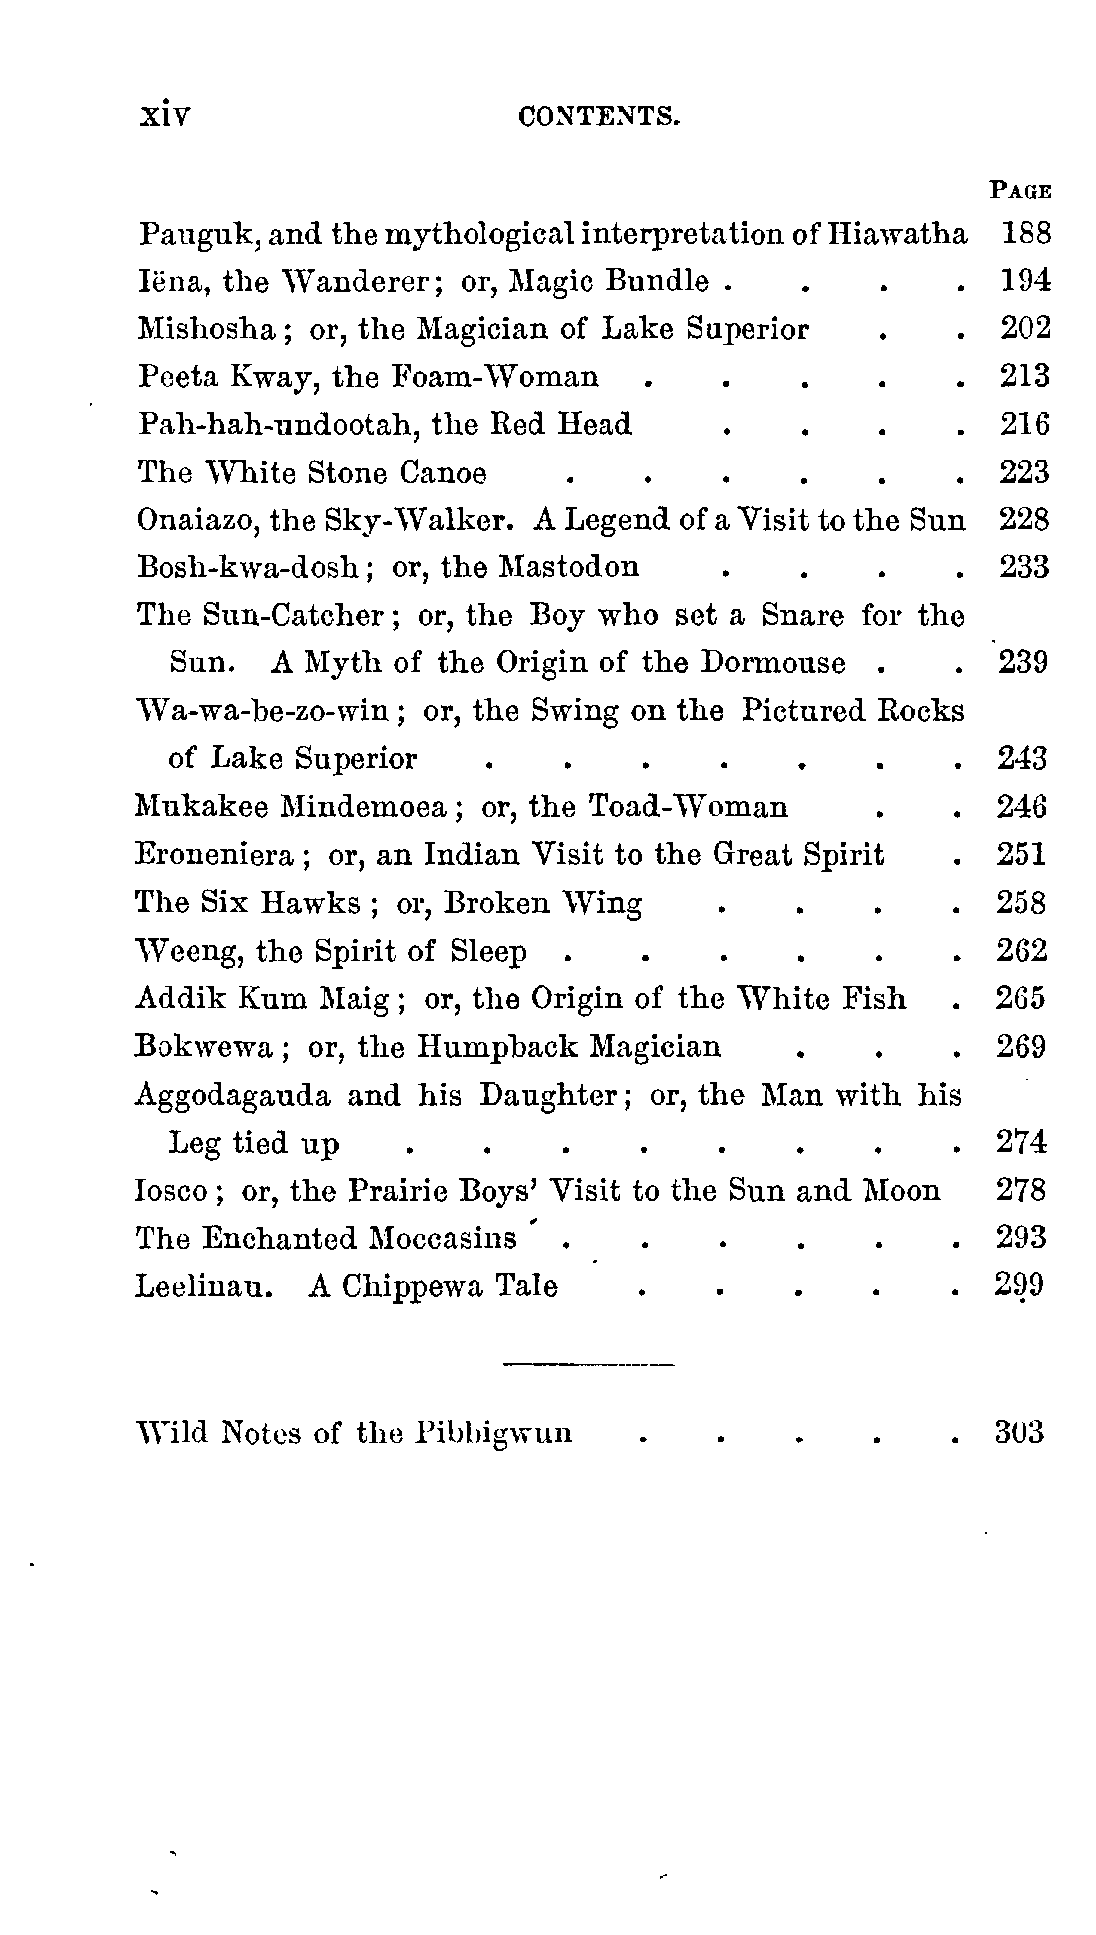 xiv CONTENTS.
PAGE
Pauguk, and the mythological interpretation of Hiawatha 188
Iëna, the Wanderer; or, Magic Bundle . . . . 194
Mishosha; or, the Magician of Lake Superior . . 202
Peeta Kway, the Foam-Woman . . . . . 213
Pah-hah-undootah, the Red Head . . . . 216
The White Stone Canoe . . . . . . 223
Onaiazo, the Sky-Walker. A Legend of a Visit to the Sun 228
Bosh-kwa-dosh; or, the Mastodon . . . . 233
The Sun-Catcher; or, the Boy who set a Snare for the
Sun. A Myth of the Origin of the Dormouse . . 239
Wa-wa-be-zo-win; or, the Swing on the Pictured Rocks
of Lake Superior . . . . . . . 243
Mukakee Mindemoea; or, the Toad-Woman . . 246
Eroneniera; or, an Indian Visit to the Great Spirit . 251
The Six Hawks; or, Broken Wing . . . . 258
Weeng, the Spirit of Sleep . . . . . . 262
Addik Kum Maig; or, the Origin of the White Fish . 265
Bokwewa; or, the Humpback Magician . . . 269
Aggodagauda and his Daughter; or, the Man with his
Leg tied up . . . . . . . . 274
Iosco; or, the Prairie Boys' Visit to the Sun and Moon 278
The Enchanted Moccasins . . . . . . 293
Leelinau. A Chippewa Tale . . . . . 299
Wild Notes of the Pibbigwun . . . . . 303